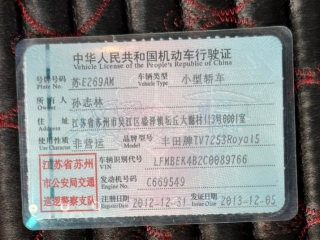 中华人民共和国机动车行驶证
Vehicle License of the People's Republic of China
号牌号码 苏E269AM 车辆类型 小型轿车
Plate No. Vehicle Type
所有人 孙志林
Owner
住址 江苏省苏州市吴江区
Address
使用性质 非营运 品牌型号 丰田牌TV7253Royal5
Use Character Model
江苏省苏州 车辆识别代号 LFMBEK4B2C0089766
VIN
市公安局交通 发动机号码 C669549
Engine No.
巡逻警察支队 注册日期 2012-12-31 发证日期 2013-12-05
Register Date Issue Date